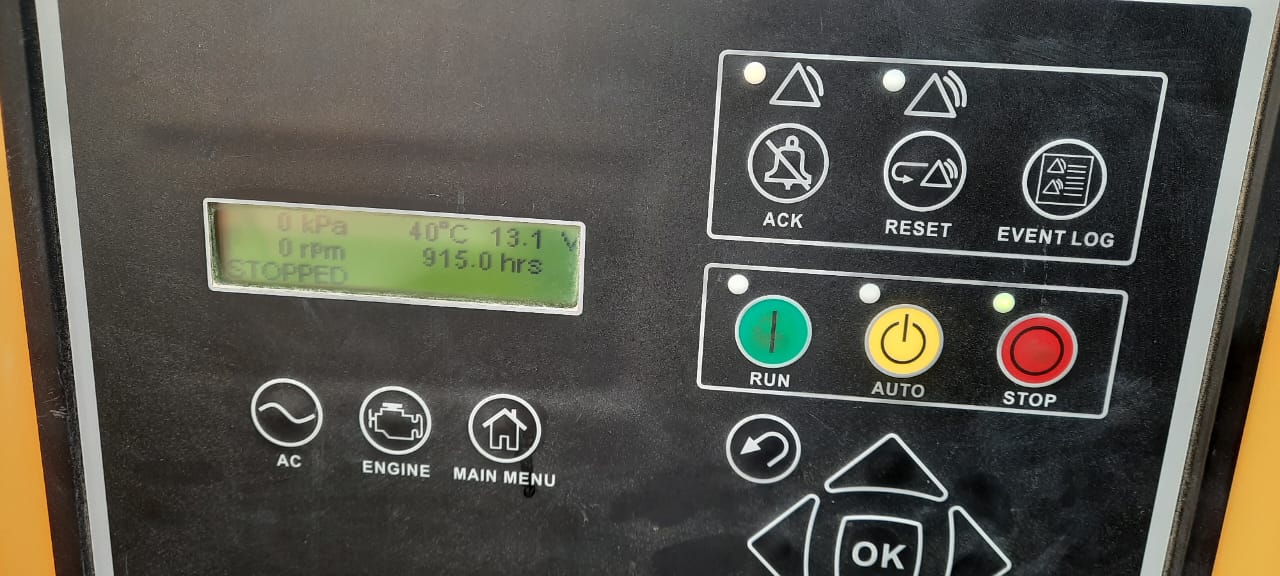 0 kPa 40°C 13.1 V
0 rpm 915.0 hrs
STOPPED
ACK
RESET
EVENT LOG
RUN
AUTO
STOP
AC
ENGINE
MAIN MENU
OK